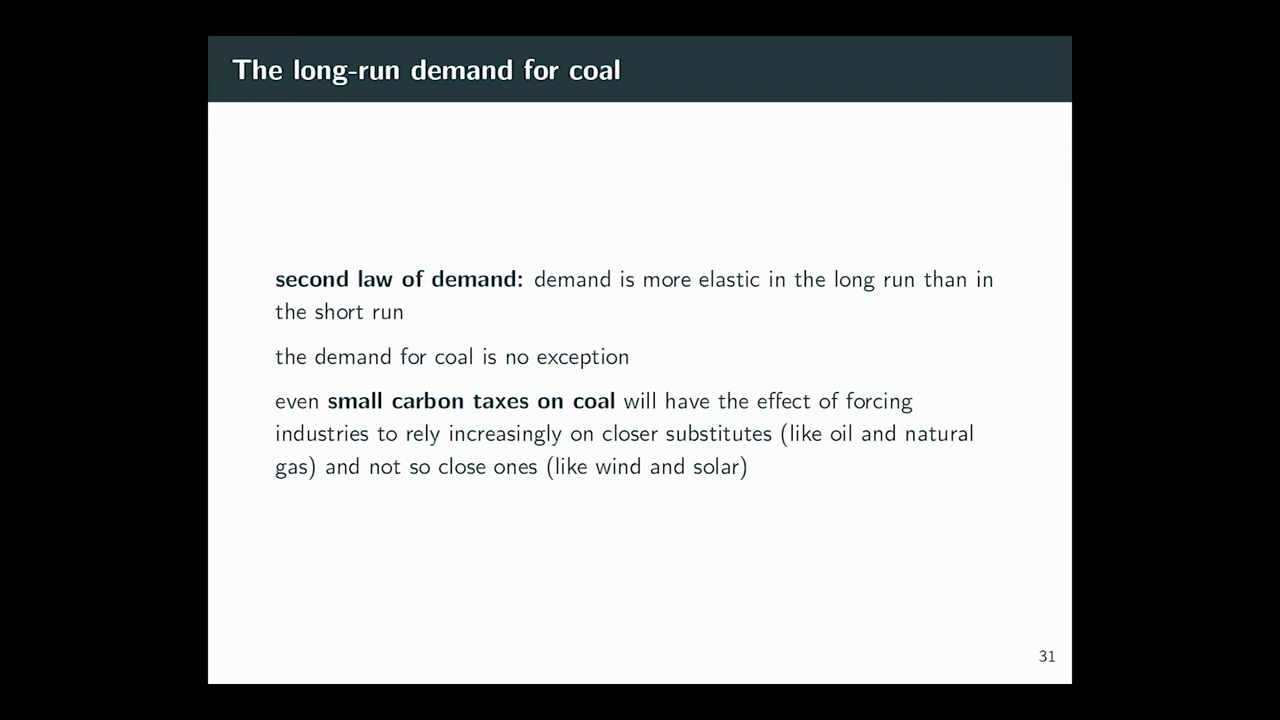 The long-run demand for coal
second law of demand: demand is more elastic in the long run than in
the short run
the demand for coal is no exception
even small carbon taxes on coal will have the effect of forcing
industries to rely increasingly on closer substitutes (like oil and natural
gas) and not so close ones (like wind and solar)
31